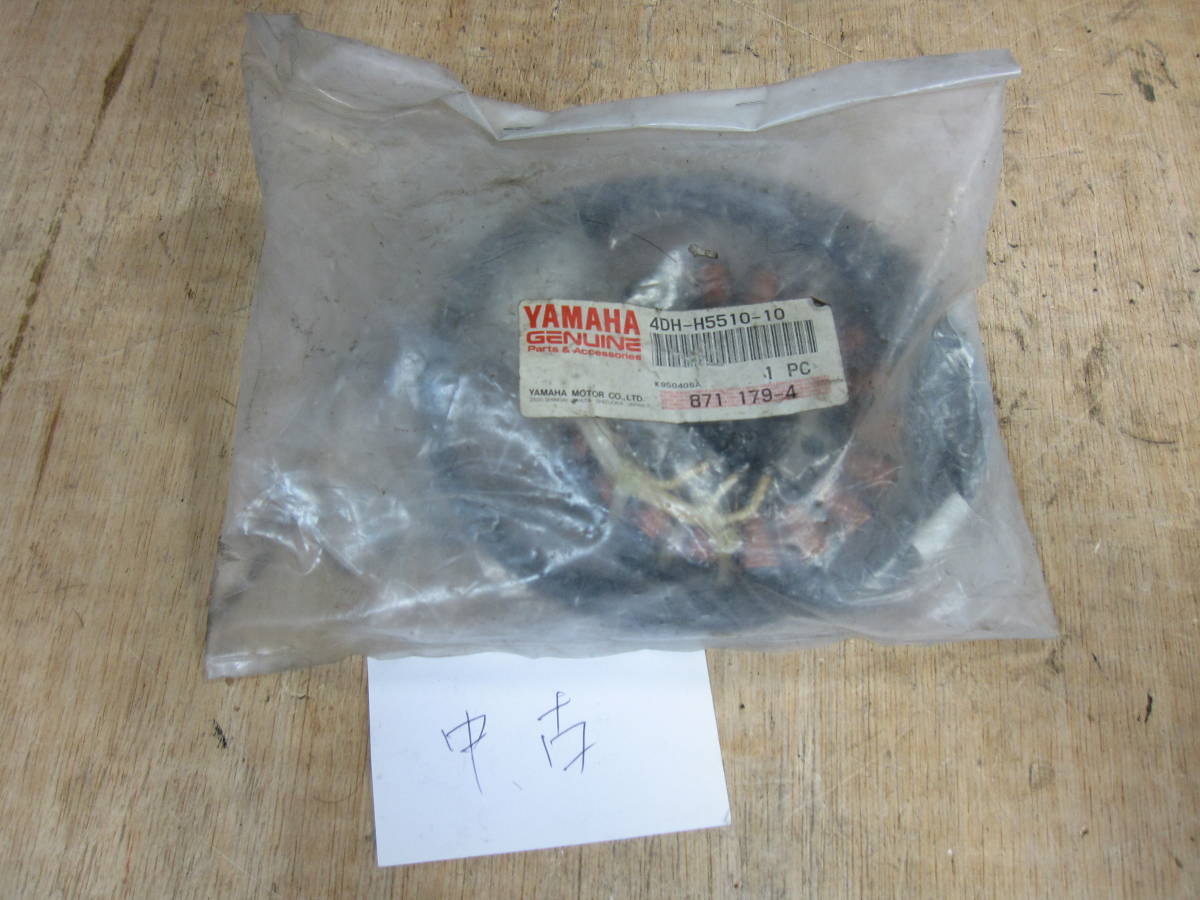 YAMAHA
GENUINE
Parts & Accessories
4DH-H5510-10
1 PC
YAMAHA MOTOR CO.,LTD.
871 179-4
中古